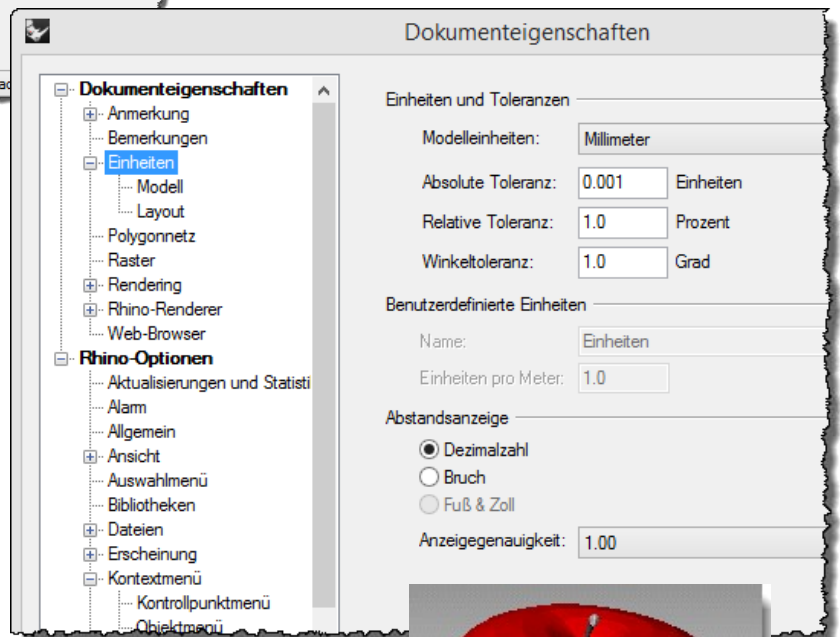 Dokumenteigenschaften
Dokumenteigenschaften
Anmerkung
Bemerkungen
Einheiten
Modell
Layout
Polygonnetz
Raster
Rendering
Rhino-Renderer
Web-Browser
Rhino-Optionen
Aktualisierungen und Statisti
Alarm
Allgemein
Ansicht
Auswahlmenü
Bibliotheken
Dateien
Erscheinung
Kontextmenü
Kontrollpunktmenü
Objektmenü
Einheiten und Toleranzen
Modelleinheiten: Millimeter
Absolute Toleranz: 0.001 Einheiten
Relative Toleranz: 1.0 Prozent
Winkeltoleranz: 1.0 Grad
Benutzerdefinierte Einheiten
Name: Einheiten
Einheiten pro Meter: 1.0
Abstandsanzeige
Dezimalzahl
Bruch
Fuß & Zoll
Anzeigegenauigkeit: 1.00